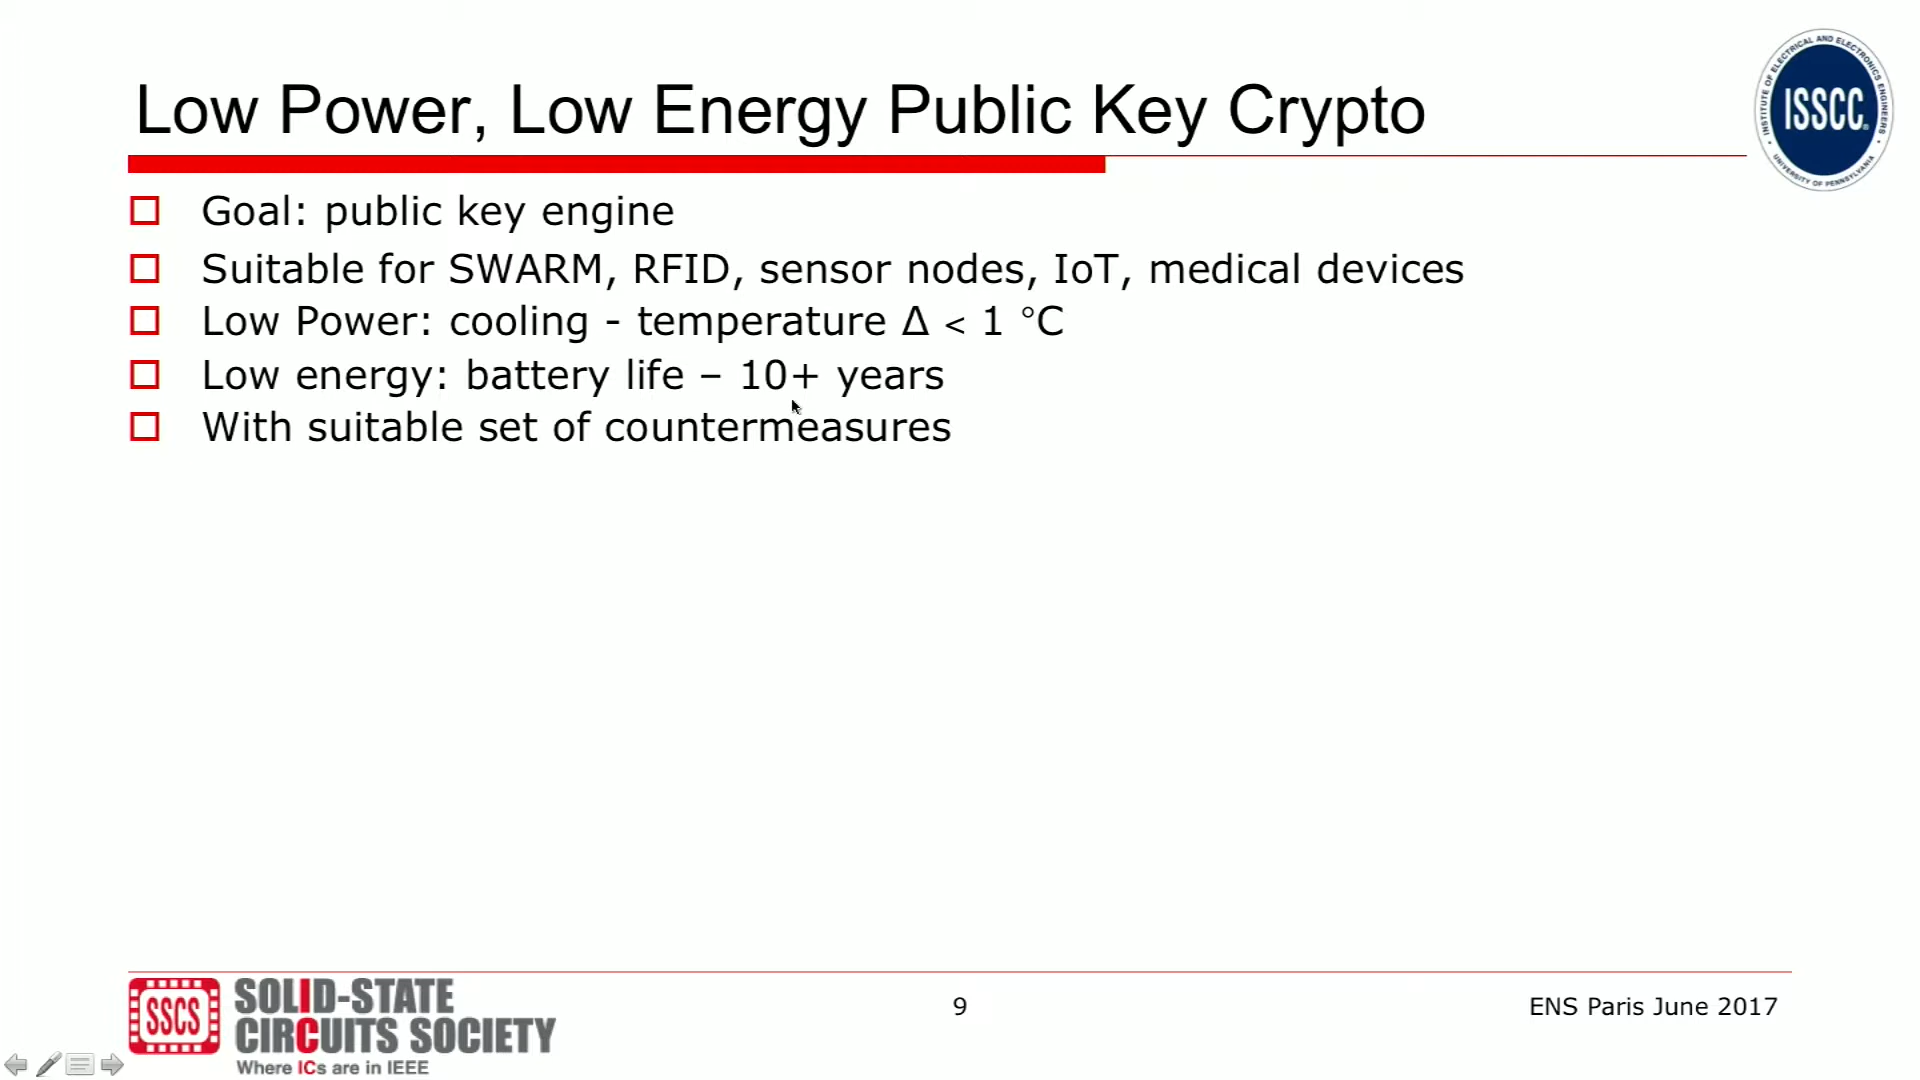 Low Power, Low Energy Public Key Crypto
INSTITUTE OF ELECTRICAL AND ELECTRONICS ENGINEERS
ISSCC®
UNIVERSITY OF PENNSYLVANIA
Goal: public key engine
Suitable for SWARM, RFID, sensor nodes, IoT, medical devices
Low Power: cooling - temperature Δ < 1 °C
Low energy: battery life – 10+ years
With suitable set of countermeasures
SSCS
SOLID-STATE
CIRCUITS SOCIETY
Where ICs are in IEEE
9
ENS Paris June 2017